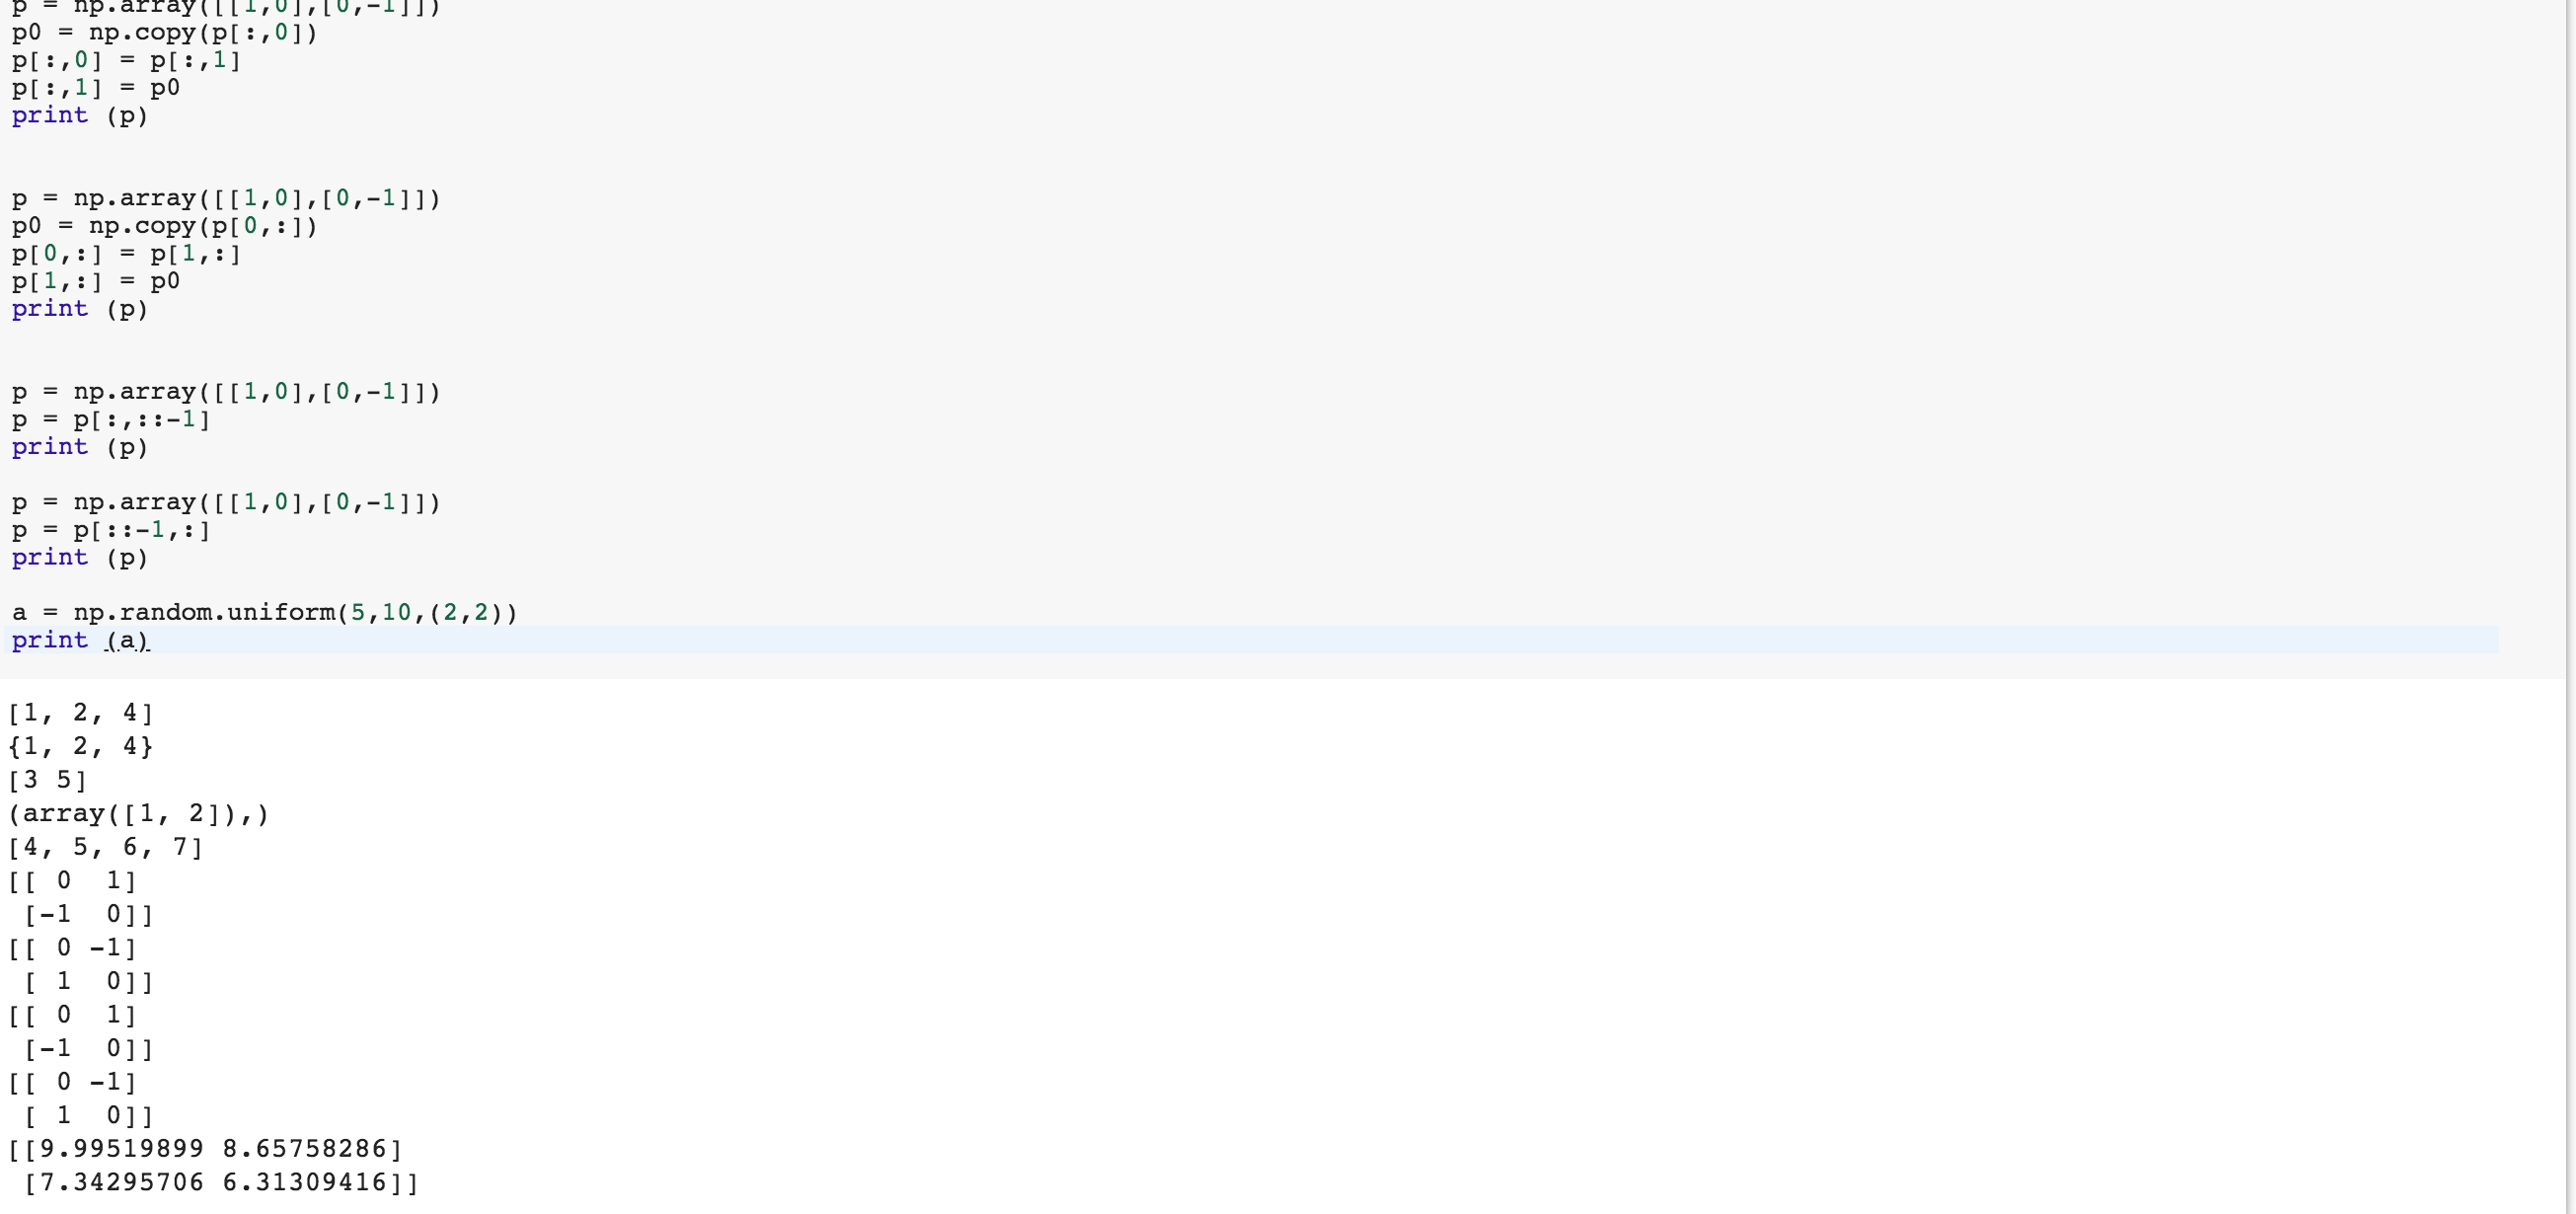 p = np.array([[1,0],[0,-1]])
p0 = np.copy(p[:,0])
p[:,0] = p[:,1]
p[:,1] = p0
print (p)
p = np.array([[1,0],[0,-1]])
p0 = np.copy(p[0,:])
p[0,:] = p[1,:]
p[1,:] = p0
print (p)
p = np.array([[1,0],[0,-1]])
p = p[:,::-1]
print (p)
p = np.array([[1,0],[0,-1]])
p = p[::-1,:]
print (p)
a = np.random.uniform(5,10,(2,2))
print (a)
[1, 2, 4]
{1, 2, 4}
[3 5]
(array([1, 2]),)
[4, 5, 6, 7]
[[ 0  1]
 [-1  0]]
[[ 0 -1]
 [ 1  0]]
[[ 0  1]
 [-1  0]]
[[ 0 -1]
 [ 1  0]]
[[9.99519899 8.65758286]
 [7.34295706 6.31309416]]